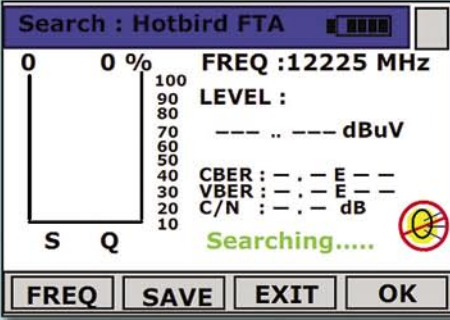 Search : Hotbird FTA
0 0 %
FREQ :12225 MHz
100
90
80
70
60
50
40
30
20
10
LEVEL :
——— .. ——— dBuV
CBER : — . — E — —
VBER : — . — E — —
C/N : — . — dB
S Q
Searching.....
FREQ SAVE EXIT OK